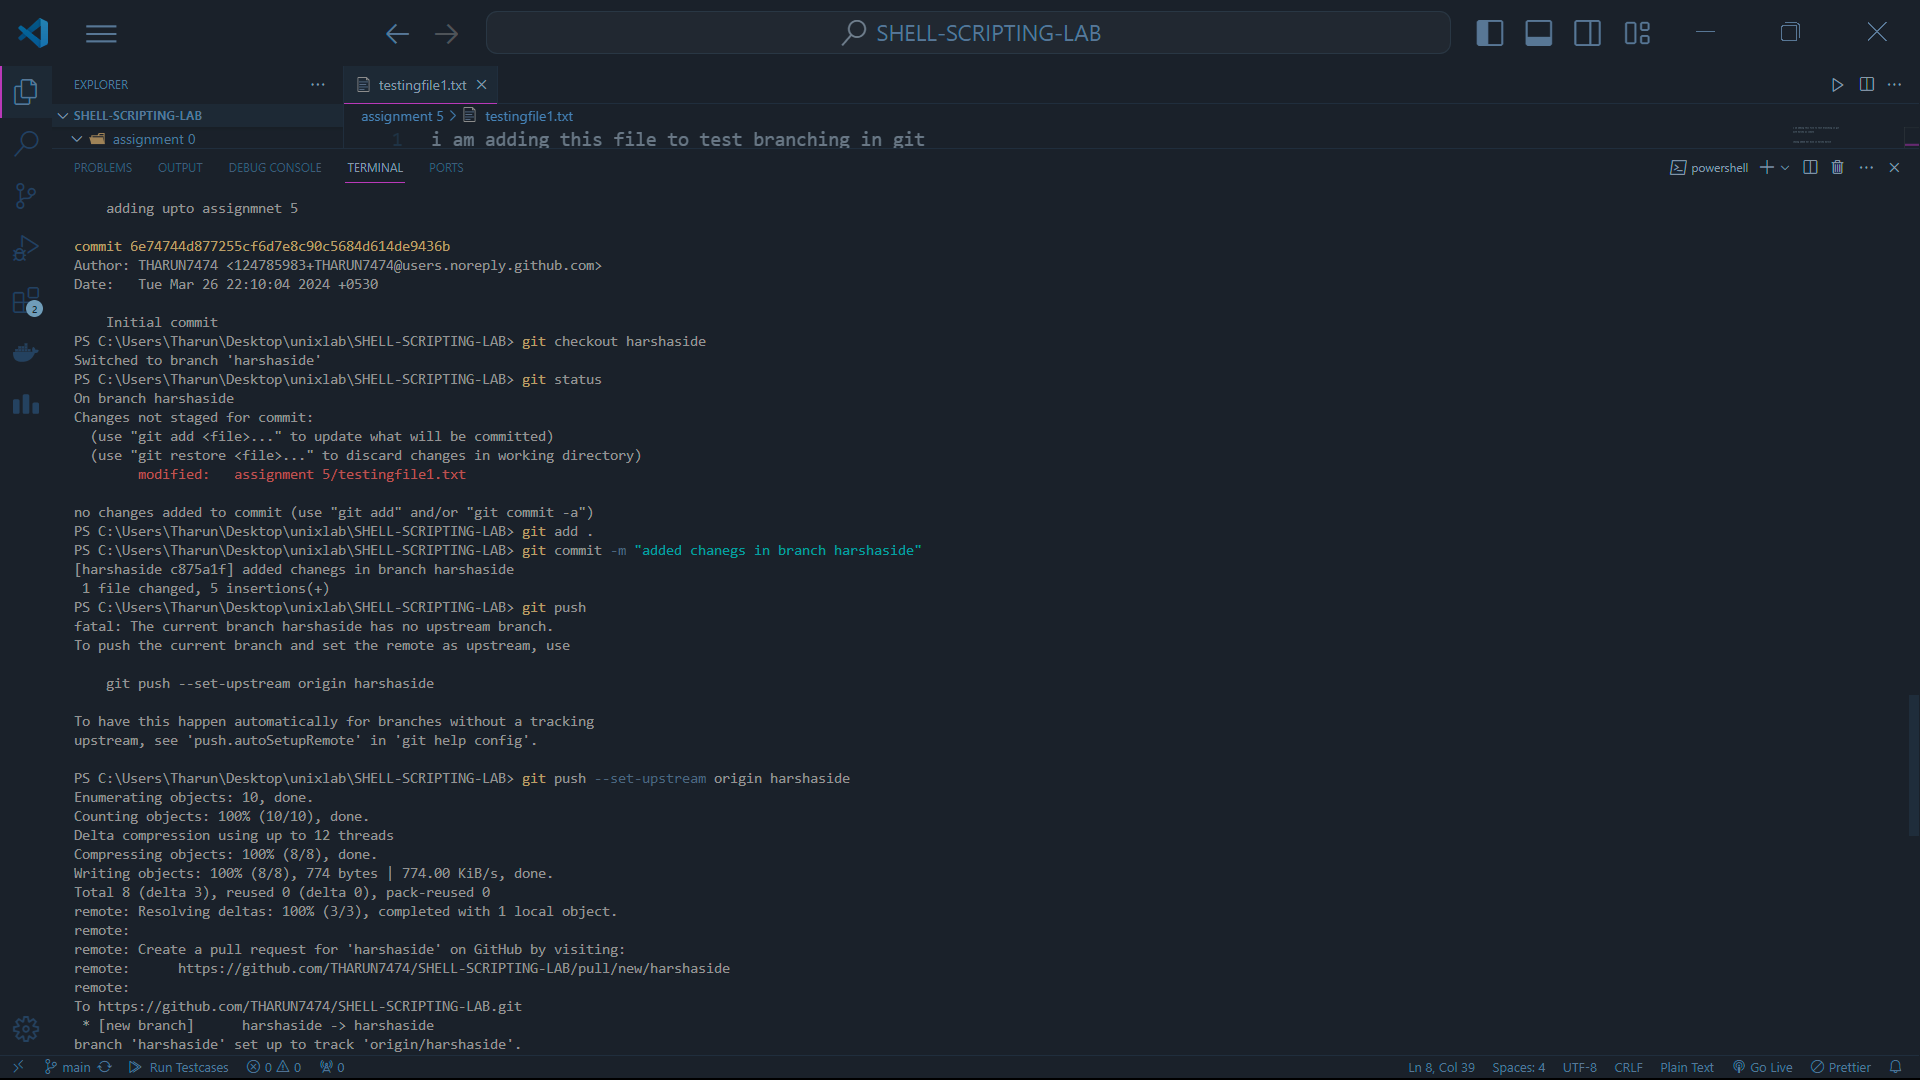 SHELL-SCRIPTING-LAB
EXPLORER
testingfile1.txt
SHELL-SCRIPTING-LAB
assignment 5 > testingfile1.txt
assignment 0
1 i am adding this file to test branching in git
PROBLEMS OUTPUT DEBUG CONSOLE TERMINAL PORTS
powershell
adding upto assignmnet 5
commit 6e74744d877255cf6d7e8c90c5684d614de9436b
Author: THARUN7474 <124785983+THARUN7474@users.noreply.github.com>
Date:   Tue Mar 26 22:10:04 2024 +0530
Initial commit
PS C:\Users\Tharun\Desktop\unixlab\SHELL-SCRIPTING-LAB> git checkout harshaside
Switched to branch 'harshaside'
PS C:\Users\Tharun\Desktop\unixlab\SHELL-SCRIPTING-LAB> git status
On branch harshaside
Changes not staged for commit:
(use "git add <file>..." to update what will be committed)
(use "git restore <file>..." to discard changes in working directory)
modified:   assignment 5/testingfile1.txt
no changes added to commit (use "git add" and/or "git commit -a")
PS C:\Users\Tharun\Desktop\unixlab\SHELL-SCRIPTING-LAB> git add .
PS C:\Users\Tharun\Desktop\unixlab\SHELL-SCRIPTING-LAB> git commit -m "added chanegs in branch harshaside"
[harshaside c875a1f] added chanegs in branch harshaside
1 file changed, 5 insertions(+)
PS C:\Users\Tharun\Desktop\unixlab\SHELL-SCRIPTING-LAB> git push
fatal: The current branch harshaside has no upstream branch.
To push the current branch and set the remote as upstream, use
git push --set-upstream origin harshaside
To have this happen automatically for branches without a tracking
upstream, see 'push.autoSetupRemote' in 'git help config'.
PS C:\Users\Tharun\Desktop\unixlab\SHELL-SCRIPTING-LAB> git push --set-upstream origin harshaside
Enumerating objects: 10, done.
Counting objects: 100% (10/10), done.
Delta compression using up to 12 threads
Compressing objects: 100% (8/8), done.
Writing objects: 100% (8/8), 774 bytes | 774.00 KiB/s, done.
Total 8 (delta 3), reused 0 (delta 0), pack-reused 0
remote: Resolving deltas: 100% (3/3), completed with 1 local object.
remote:
remote: Create a pull request for 'harshaside' on GitHub by visiting:
remote:      https://github.com/THARUN7474/SHELL-SCRIPTING-LAB/pull/new/harshaside
remote:
To https://github.com/THARUN7474/SHELL-SCRIPTING-LAB.git
* [new branch]      harshaside -> harshaside
branch 'harshaside' set up to track 'origin/harshaside'.
2
main Run Testcases 0 0 0 Ln 8, Col 39 Spaces: 4 UTF-8 CRLF Plain Text Go Live Prettier